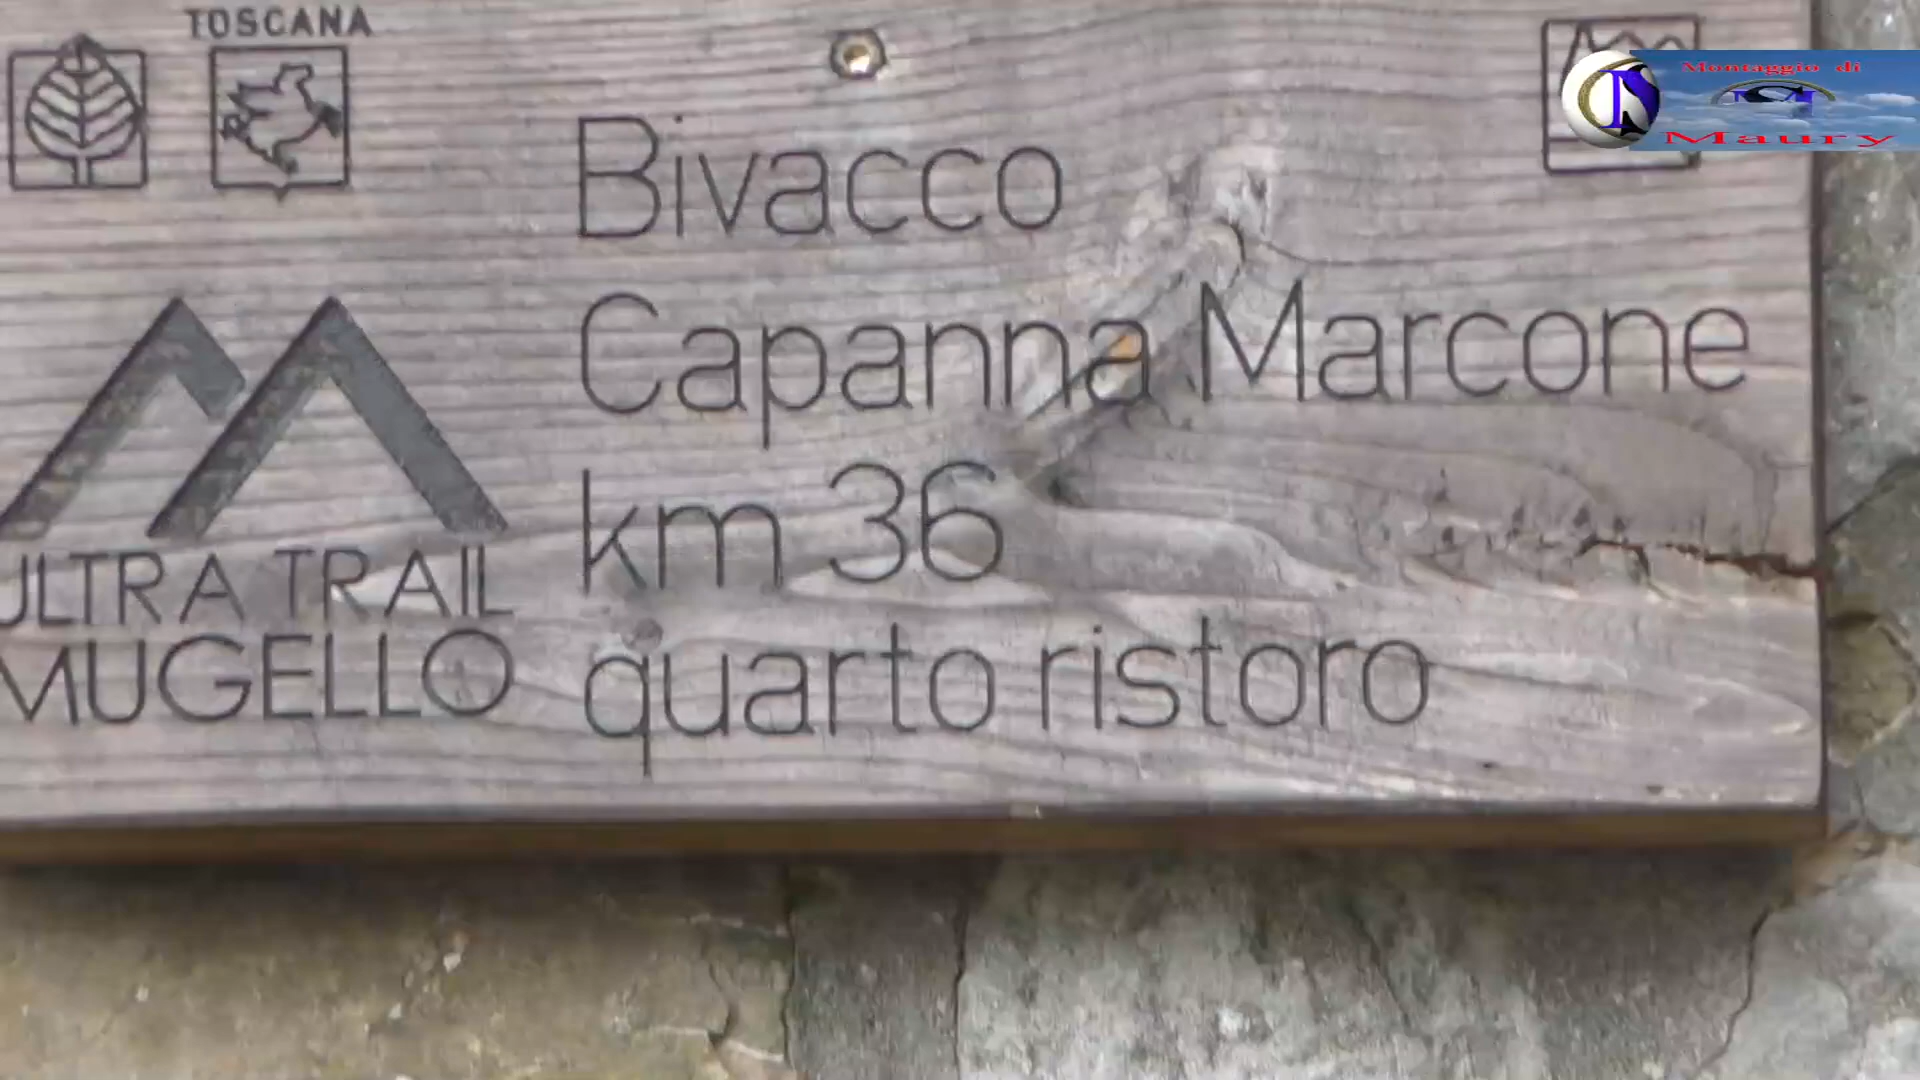 TOSCANA
Bivacco
Capanna Marcone
km 36
quarto ristoro
ULTRA TRAIL
MUGELLO
Montaggio di
Maury